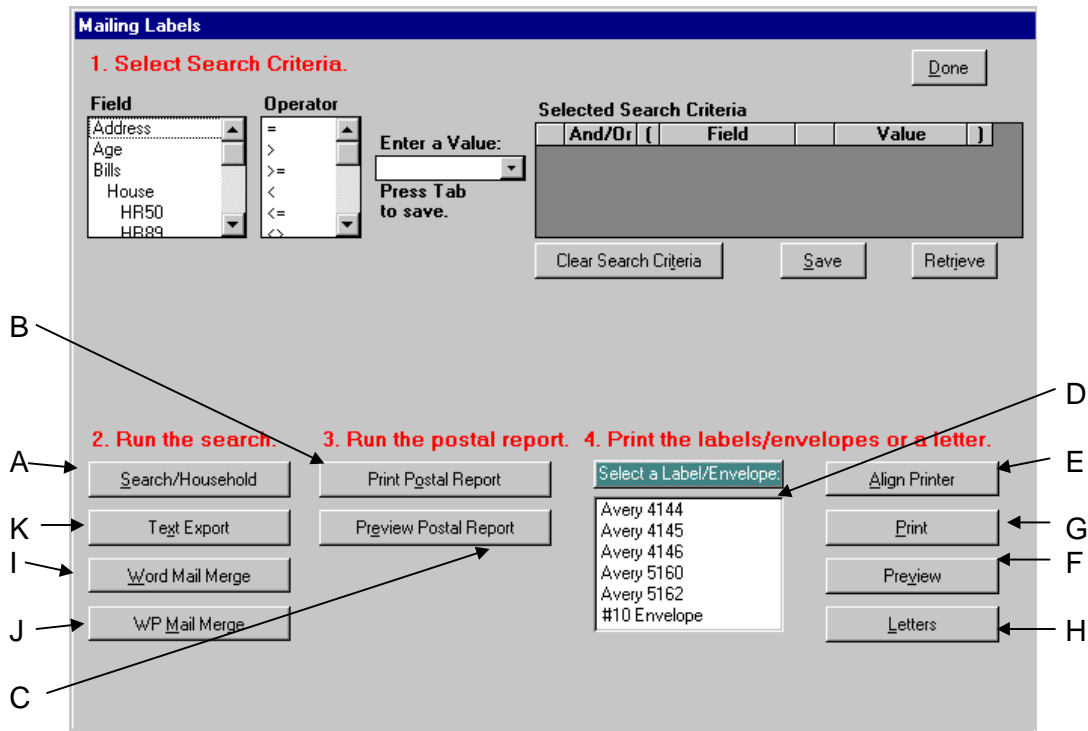 Mailing Labels
1. Select Search Criteria.
Done
Field
Operator
Address
Age
Bills
House
HR50
HR89
=
>
>=
<
<=
<>
Enter a Value:
Press Tab
to save.
Selected Search Criteria
And/Or ( Field Value )
Clear Search Criteria
Save
Retrieve
B
D
2. Run the search.
3. Run the postal report.
4. Print the labels/envelopes or a letter.
A
Search/Household
Print Postal Report
Select a Label/Envelope:
Align Printer
E
K
Text Export
Preview Postal Report
Avery 4144
Avery 4145
Avery 4146
Avery 5160
Avery 5162
#10 Envelope
Print
G
I
Word Mail Merge
Preview
F
J
WP Mail Merge
Letters
H
C